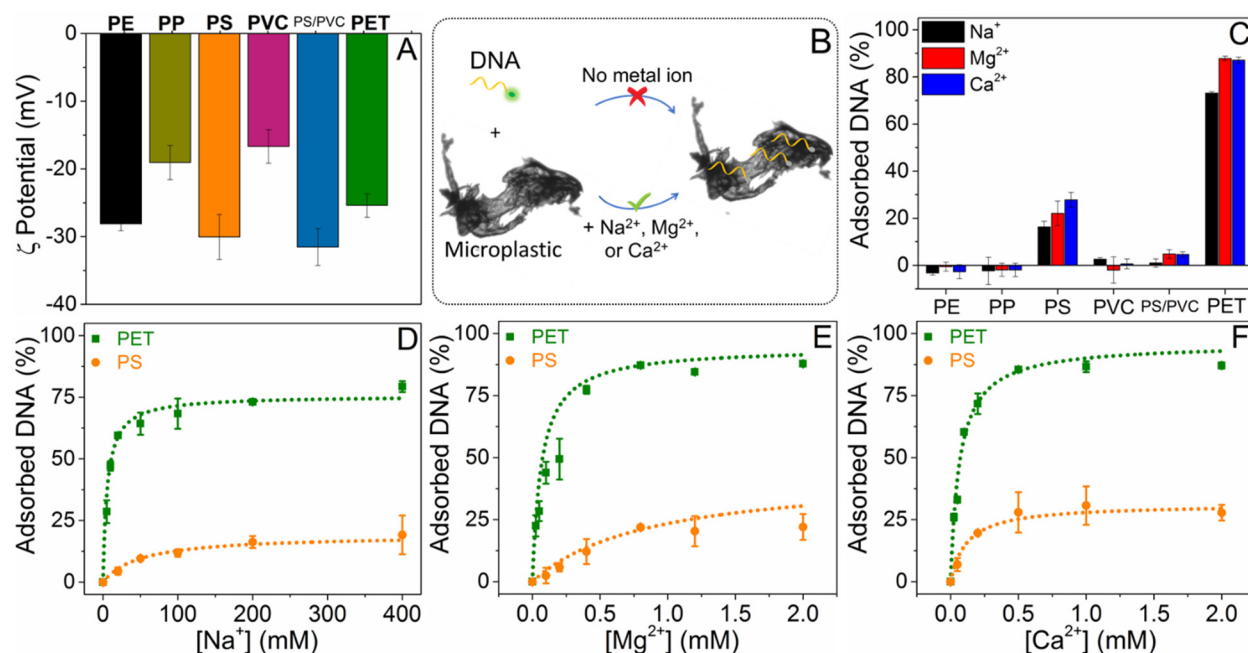 PE PP PS PVC PS/PVC PET
0
-10
-20
-30
-40
ζ Potential (mV)
A
B
DNA
+
Microplastic
No metal ion
+ Na²⁺, Mg²⁺,
or Ca²⁺
C
Na⁺
Mg²⁺
Ca²⁺
Adsorbed DNA (%)
100
80
60
40
20
0
PE PP PS PVC PS/PVC PET
D
PET
PS
Adsorbed DNA (%)
100
75
50
25
0
0 100 200 300 400
[Na⁺] (mM)
E
PET
PS
Adsorbed DNA (%)
100
75
50
25
0
0.0 0.5 1.0 1.5 2.0
[Mg²⁺] (mM)
F
PET
PS
Adsorbed DNA (%)
100
75
50
25
0
0.0 0.5 1.0 1.5 2.0
[Ca²⁺] (mM)